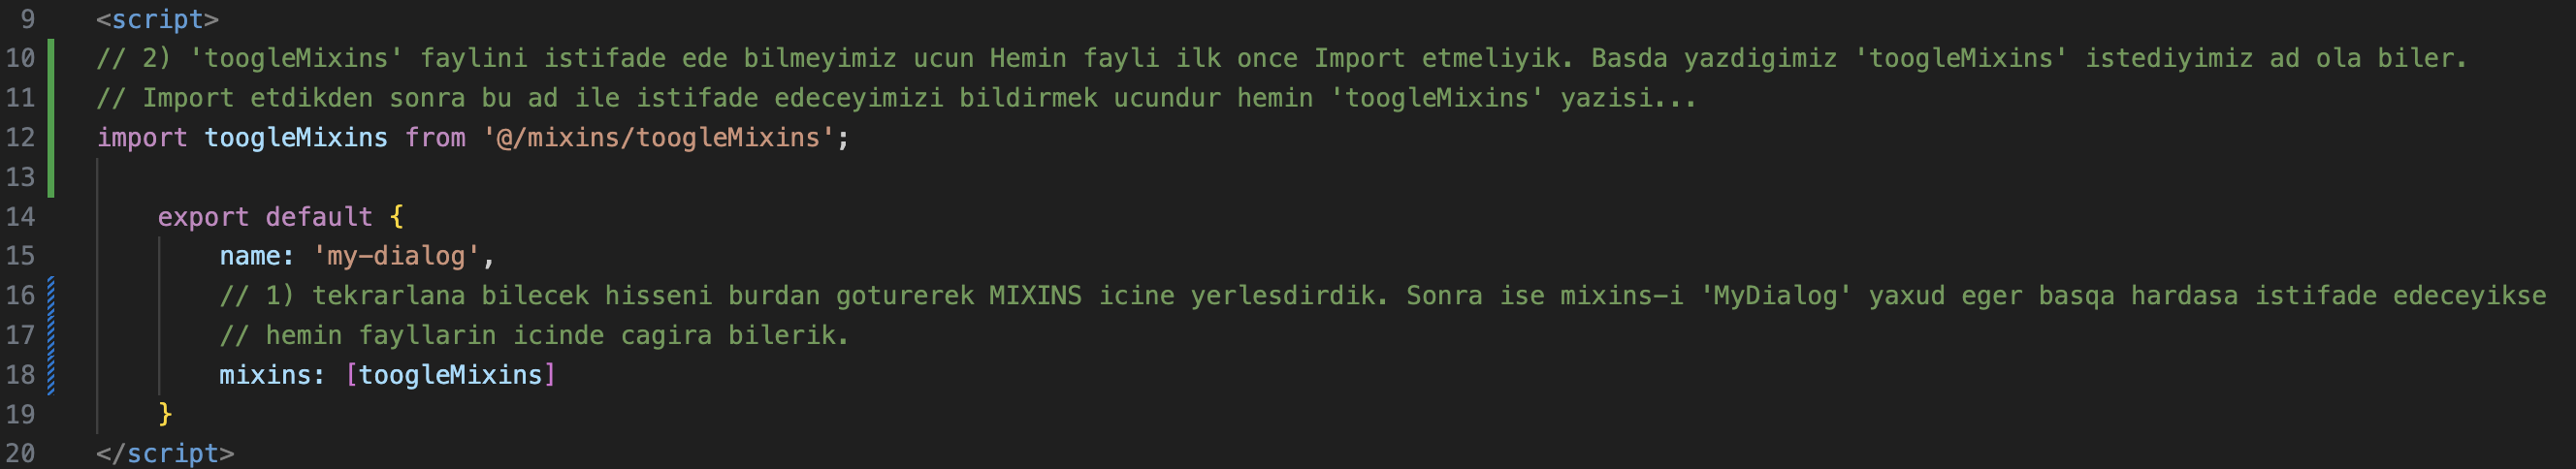 9 <script>
10 // 2) 'toogleMixins' faylini istifade ede bilmeyimiz ucun Hemin fayli ilk once Import etmeliyik. Basda yazdigimiz 'toogleMixins' istediyimiz ad ola biler.
11 // Import etdikden sonra bu ad ile istifade edeceyimizi bildirmek ucundur hemin 'toogleMixins' yazisi...
12 import toogleMixins from '@/mixins/toogleMixins';
13
14 export default {
15 name: 'my-dialog',
16 // 1) tekrarlana bilecek hisseni burdan goturerek MIXINS icine yerlesdirdik. Sonra ise mixins-i 'MyDialog' yaxud eger basqa hardasa istifade edeceyikse
17 // hemin fayllarin icinde cagira bilerik.
18 mixins: [toogleMixins]
19 }
20 </script>